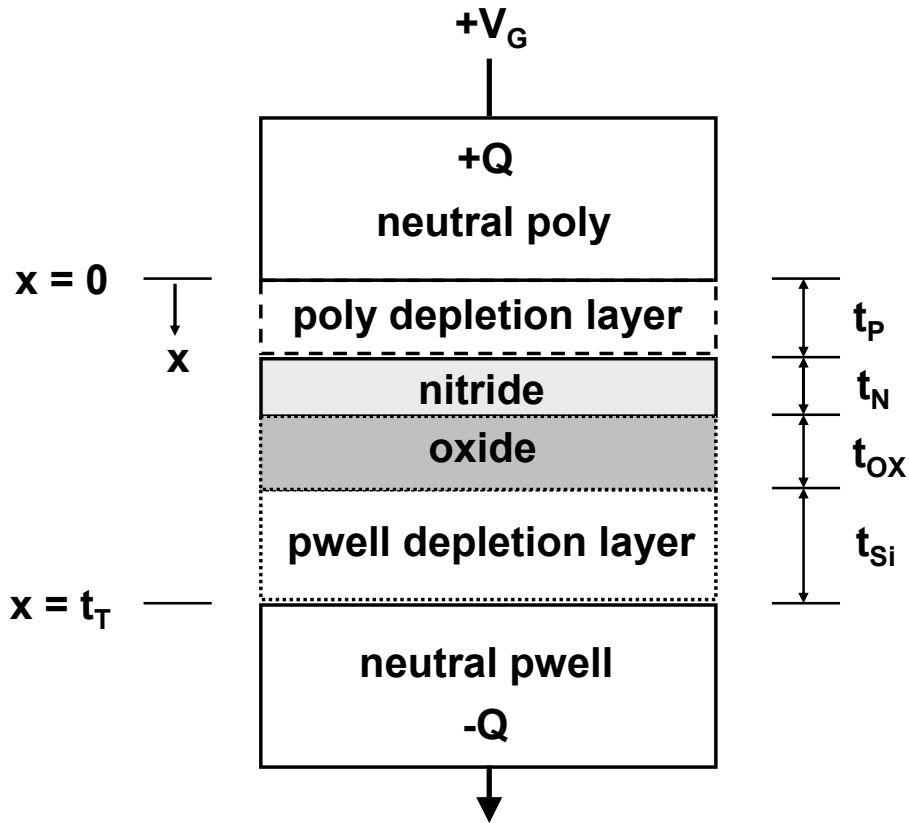 +V_G
+Q
neutral poly
x = 0
x
poly depletion layer
t_P
nitride
t_N
oxide
t_OX
pwell depletion layer
t_Si
x = t_T
neutral pwell
-Q